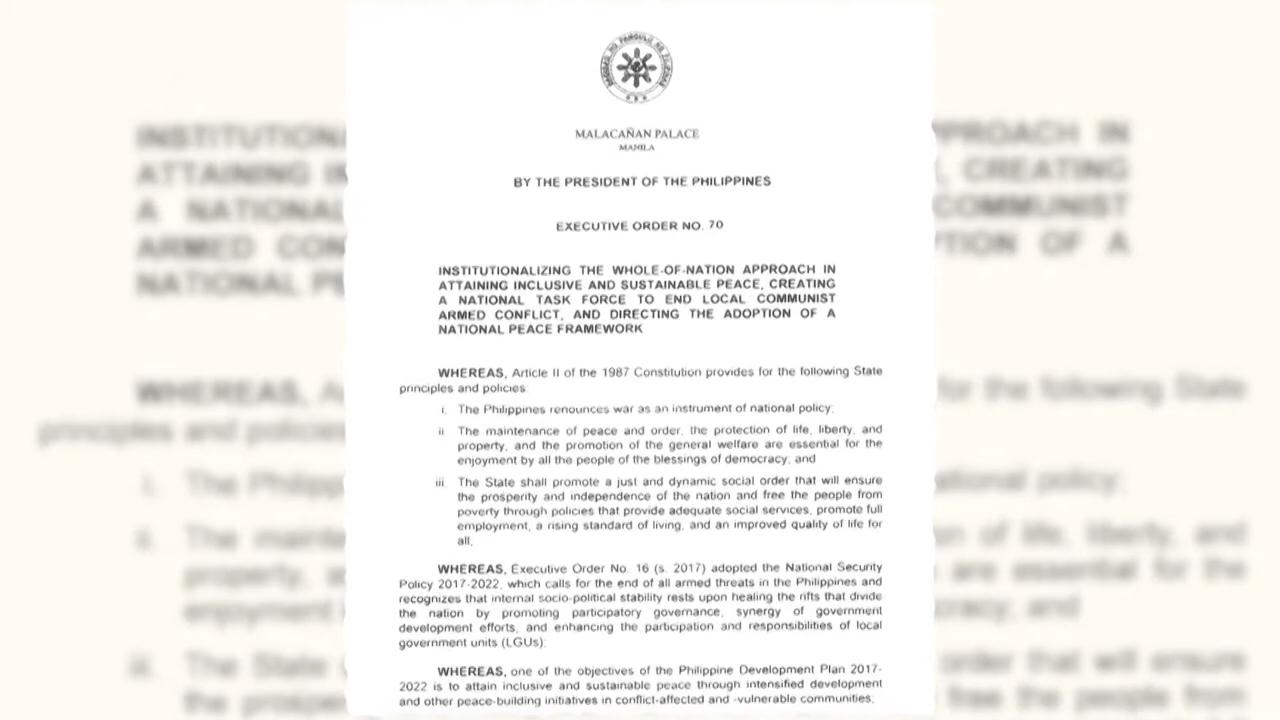 MALACAÑAN PALACE
MANILA
BY THE PRESIDENT OF THE PHILIPPINES
EXECUTIVE ORDER NO. 70
INSTITUTIONALIZING THE WHOLE-OF-NATION APPROACH IN
ATTAINING INCLUSIVE AND SUSTAINABLE PEACE, CREATING
A NATIONAL TASK FORCE TO END LOCAL COMMUNIST
ARMED CONFLICT, AND DIRECTING THE ADOPTION OF A
NATIONAL PEACE FRAMEWORK
WHEREAS, Article II of the 1987 Constitution provides for the following State
principles and policies:
i. The Philippines renounces war as an instrument of national policy;
ii The maintenance of peace and order, the protection of life, liberty, and
property, and the promotion of the general welfare are essential for the
enjoyment by all the people of the blessings of democracy; and
iii. The State shall promote a just and dynamic social order that will ensure
the prosperity and independence of the nation and free the people from
poverty through policies that provide adequate social services, promote full
employment, a rising standard of living, and an improved quality of life for
all,
WHEREAS, Executive Order No. 16 (s. 2017) adopted the National Security
Policy 2017-2022, which calls for the end of all armed threats in the Philippines and
recognizes that internal socio-political stability rests upon healing the rifts that divide
the nation by promoting participatory governance, synergy of government
development efforts, and enhancing the participation and responsibilities of local
government units (LGUs);
WHEREAS, one of the objectives of the Philippine Development Plan 2017-
2022 is to attain inclusive and sustainable peace through intensified development
and other peace-building initiatives in conflict-affected and -vulnerable communities;